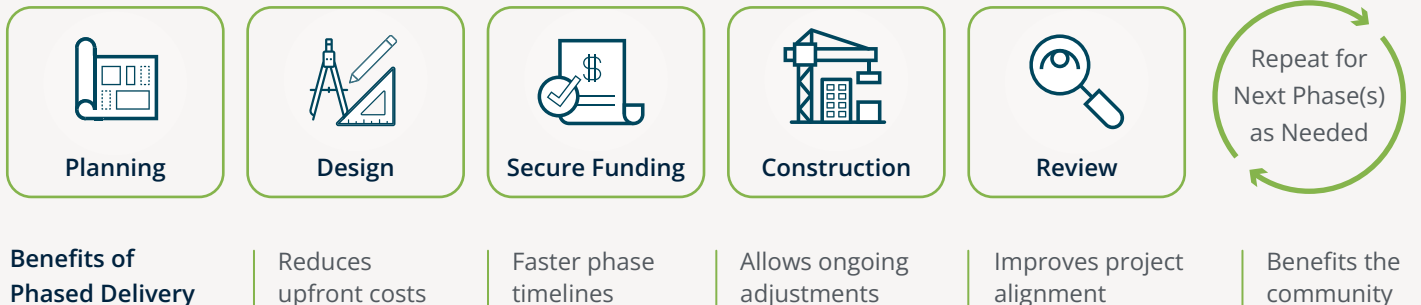 Planning
Design
Secure Funding
$
Construction
Review
Repeat for
Next Phase(s)
as Needed
Benefits of
Phased Delivery
Reduces
upfront costs
Faster phase
timelines
Allows ongoing
adjustments
Improves project
alignment
Benefits the
community